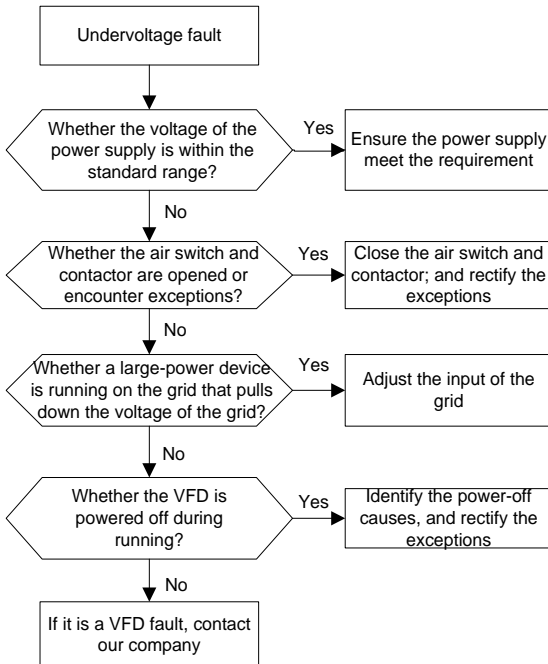 Undervoltage fault
Whether the voltage of the
power supply is within the
standard range?
Yes
Ensure the power supply
meet the requirement
No
Whether the air switch and
contactor are opened or
encounter exceptions?
Yes
Close the air switch and
contactor; and rectify the
exceptions
No
Whether a large-power device
is running on the grid that pulls
down the voltage of the grid?
Yes
Adjust the input of the
grid
No
Whether the VFD is
powered off during
running?
Yes
Identify the power-off
causes, and rectify the
exceptions
No
If it is a VFD fault, contact
our company